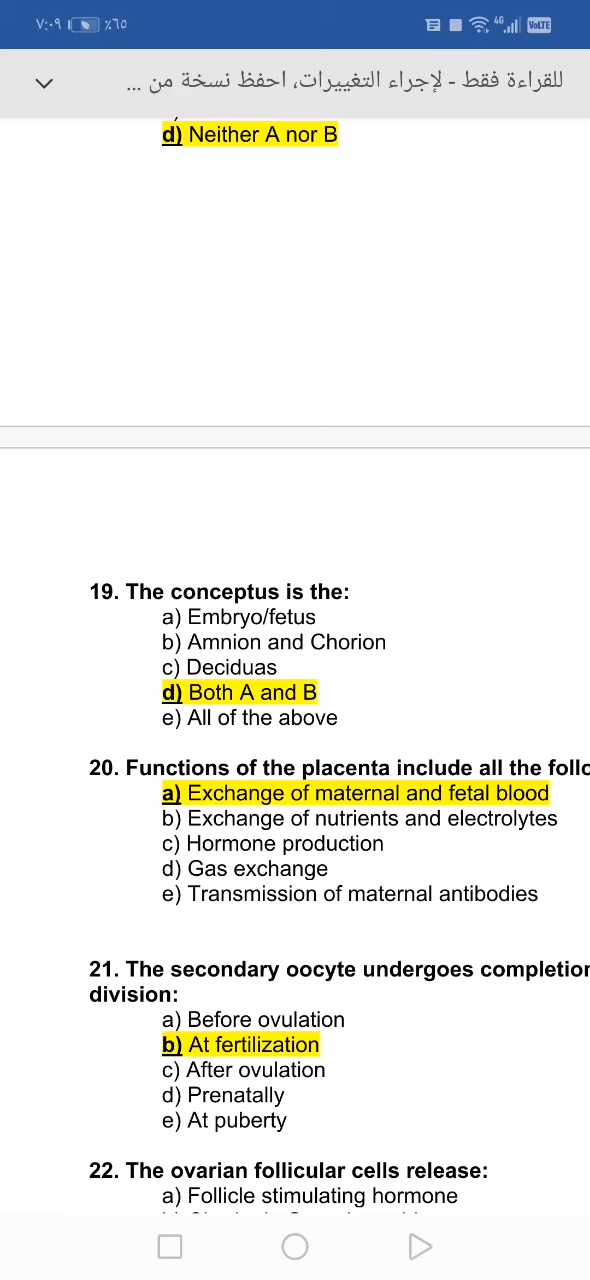 ٧:٠٩ ٪٦٥ 4G VoLTE
للقراءة فقط - لإجراء التغييرات، احفظ نسخة من ...
d) Neither A nor B
19. The conceptus is the:
a) Embryo/fetus
b) Amnion and Chorion
c) Deciduas
d) Both A and B
e) All of the above
20. Functions of the placenta include all the follo
a) Exchange of maternal and fetal blood
b) Exchange of nutrients and electrolytes
c) Hormone production
d) Gas exchange
e) Transmission of maternal antibodies
21. The secondary oocyte undergoes completion
division:
a) Before ovulation
b) At fertilization
c) After ovulation
d) Prenatally
e) At puberty
22. The ovarian follicular cells release:
a) Follicle stimulating hormone